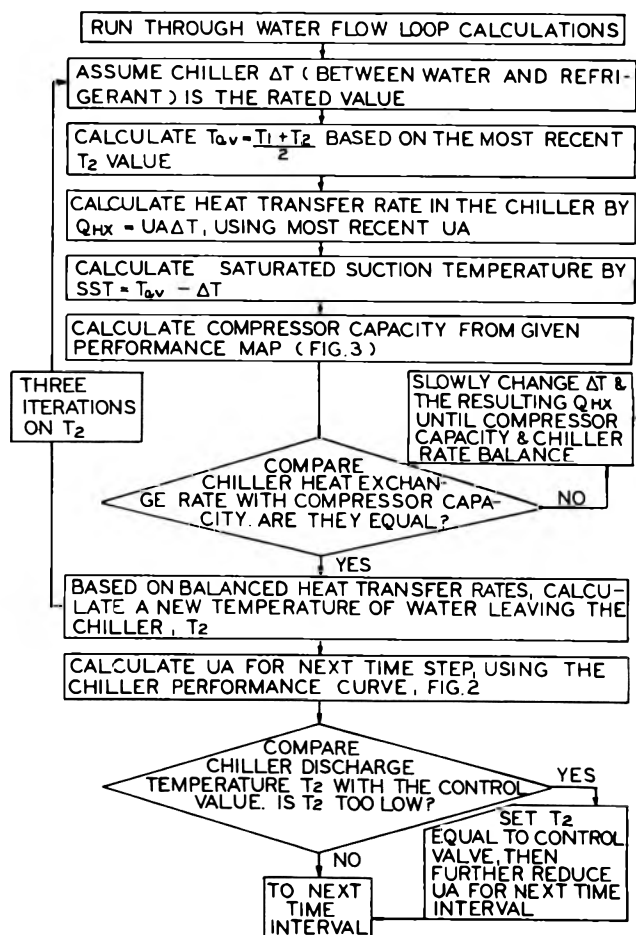 RUN THROUGH WATER FLOW LOOP CALCULATIONS
ASSUME CHILLER ΔT (BETWEEN WATER AND REFRI-
GERANT) IS THE RATED VALUE
CALCULATE Tav = T1 + T2 / 2 BASED ON THE MOST RECENT
T2 VALUE
CALCULATE HEAT TRANSFER RATE IN THE CHILLER BY
QHX = UAΔT, USING MOST RECENT UA
CALCULATE SATURATED SUCTION TEMPERATURE BY
SST = Tav - ΔT
CALCULATE COMPRESSOR CAPACITY FROM GIVEN
PERFORMANCE MAP (FIG.3)
THREE
ITERATIONS
ON T2
SLOWLY CHANGE ΔT &
THE RESULTING QHX
UNTIL COMPRESSOR
CAPACITY & CHILLER
RATE BALANCE.
COMPARE
CHILLER HEAT EXCHAN-
GE RATE WITH COMPRESSOR CAPA-
CITY. ARE THEY EQUAL?
NO
YES
BASED ON BALANCED HEAT TRANSFER RATES, CALCU-
LATE A NEW TEMPERATURE OF WATER LEAVING THE
CHILLER, T2
CALCULATE UA FOR NEXT TIME STEP, USING THE
CHILLER PERFORMANCE CURVE, FIG.2
COMPARE
CHILLER DISCHARGE
TEMPERATURE T2 WITH THE CONTROL
VALUE. IS T2 TOO LOW?
YES
SET T2
EQUAL TO CONTROL
VALVE, THEN
FURTHER REDUCE
UA FOR NEXT TIME
INTERVAL
NO
TO NEXT
TIME
INTERVAL